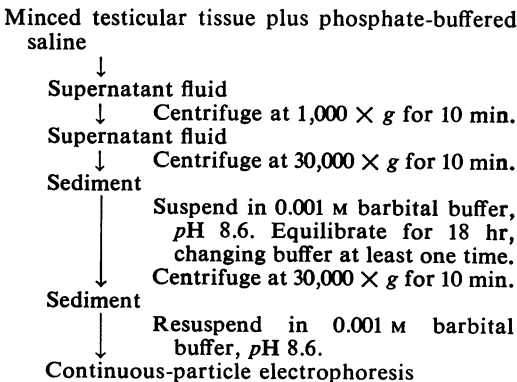 Minced testicular tissue plus phosphate-buffered
saline
↓
Supernatant fluid
↓ Centrifuge at 1,000 × g for 10 min.
Supernatant fluid
↓ Centrifuge at 30,000 × g for 10 min.
Sediment
Suspend in 0.001 M barbital buffer,
pH 8.6. Equilibrate for 18 hr,
changing buffer at least one time.
↓ Centrifuge at 30,000 × g for 10 min.
Sediment
Resuspend in 0.001 M barbital
↓ buffer, pH 8.6.
Continuous-particle electrophoresis